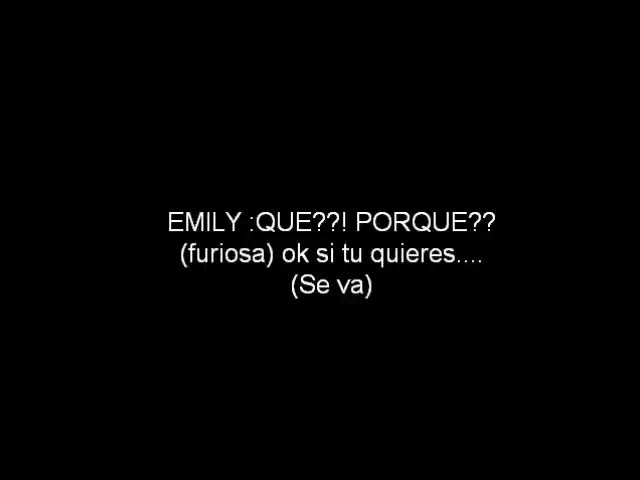 EMILY :QUE??! PORQUE??
(furiosa) ok si tu quieres....
(Se va)